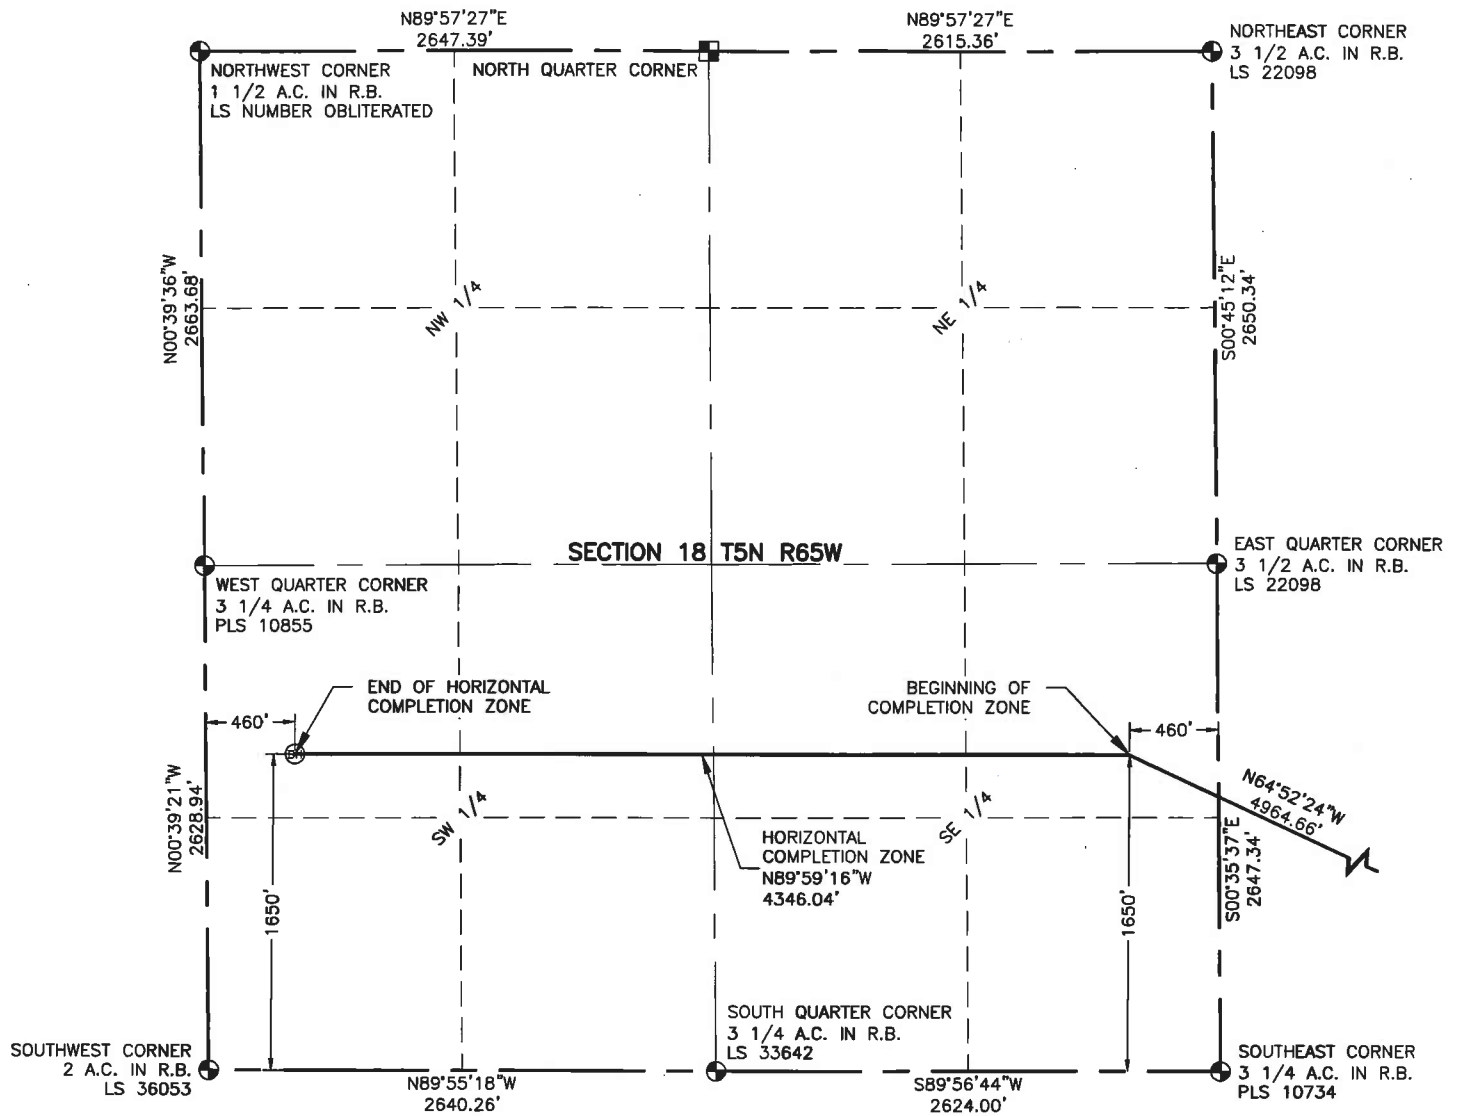 N89°57'27"E
2647.39'
N89°57'27"E
2615.36'
NORTHEAST CORNER
3 1/2 A.C. IN R.B.
LS 22098
NORTHWEST CORNER
1 1/2 A.C. IN R.B.
LS NUMBER OBLITERATED
NORTH QUARTER CORNER
N00°39'36"W
2663.68'
NW 1/4
NE 1/4
S00°45'12"E
2650.34'
SECTION 18 T5N R65W
EAST QUARTER CORNER
3 1/2 A.C. IN R.B.
LS 22098
WEST QUARTER CORNER
3 1/4 A.C. IN R.B.
PLS 10855
END OF HORIZONTAL
COMPLETION ZONE
BEGINNING OF
COMPLETION ZONE
460'
460'
BH
N00°39'21"W
2628.94'
SW 1/4
SE 1/4
N64°52'24"W
4964.66'
HORIZONTAL
COMPLETION ZONE
N89°59'16"W
4346.04'
S00°35'37"E
2647.34'
1650'
1650'
SOUTH QUARTER CORNER
3 1/4 A.C. IN R.B.
LS 33642
SOUTHWEST CORNER
2 A.C. IN R.B.
LS 36053
SOUTHEAST CORNER
3 1/4 A.C. IN R.B.
PLS 10734
N89°55'18"W
2640.26'
S89°56'44"W
2624.00'